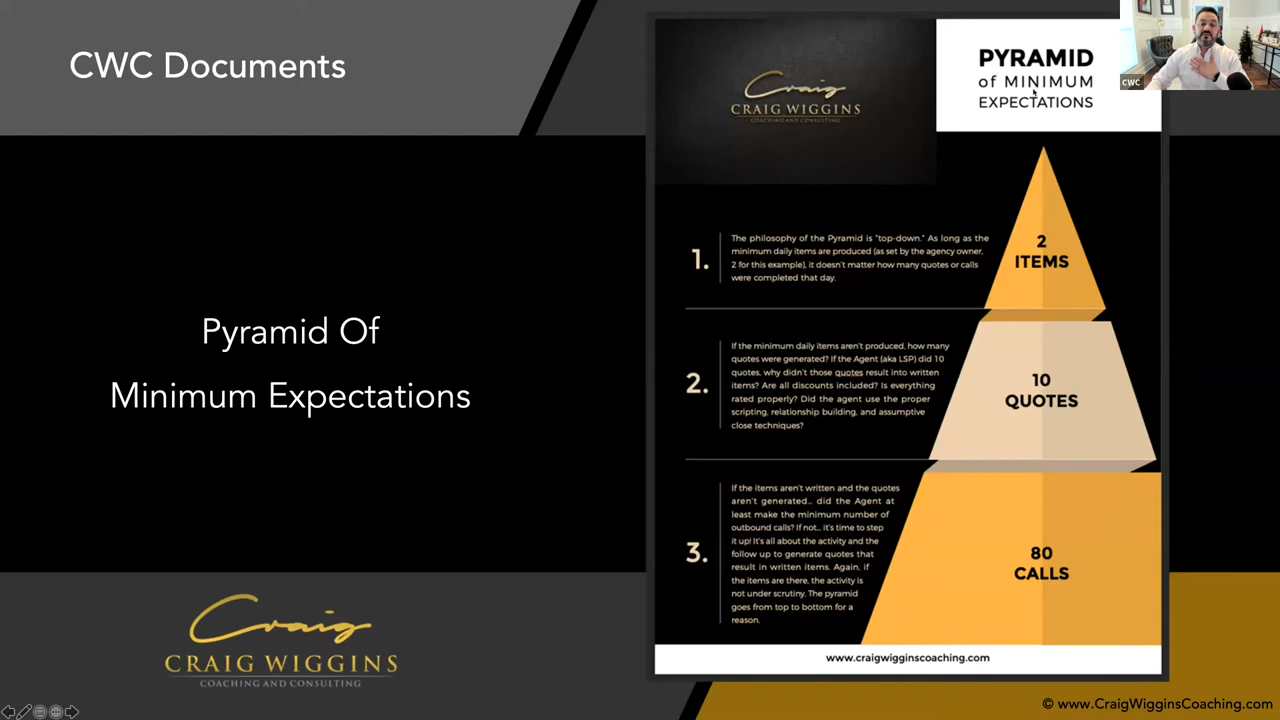 CWC Documents
Pyramid Of
Minimum Expectations
Craig
CRAIG WIGGINS
COACHING AND CONSULTING
Craig
CRAIG WIGGINS
COACHING AND CONSULTING
PYRAMID
of MINIMUM
EXPECTATIONS
CWC
1.
The philosophy of the Pyramid is "top-down." As long as the
minimum daily items are produced (as set by the agency owner,
2 for this example), it doesn't matter how many quotes or calls
were completed that day.
2
ITEMS
2.
If the minimum daily items aren't produced, how many
quotes were generated? If the Agent (aka LSP) did 10
quotes, why didn't those quotes result into written
items? Are all discounts included? Is everything
rated properly? Did the agent use the proper
scripting, relationship building, and assumptive
close techniques?
10
QUOTES
3.
If the items aren't written and the quotes
aren't generated... did the Agent at
least make the minimum number of
outbound calls? If not... it's time to step
it up! It's all about the activity and the
follow up to generate quotes that
result in written items. Again, if
the items are there, the activity is
not under scrutiny. The pyramid
goes from top to bottom for a
reason.
80
CALLS
www.craigwigginscoaching.com
© www.CraigWigginsCoaching.com